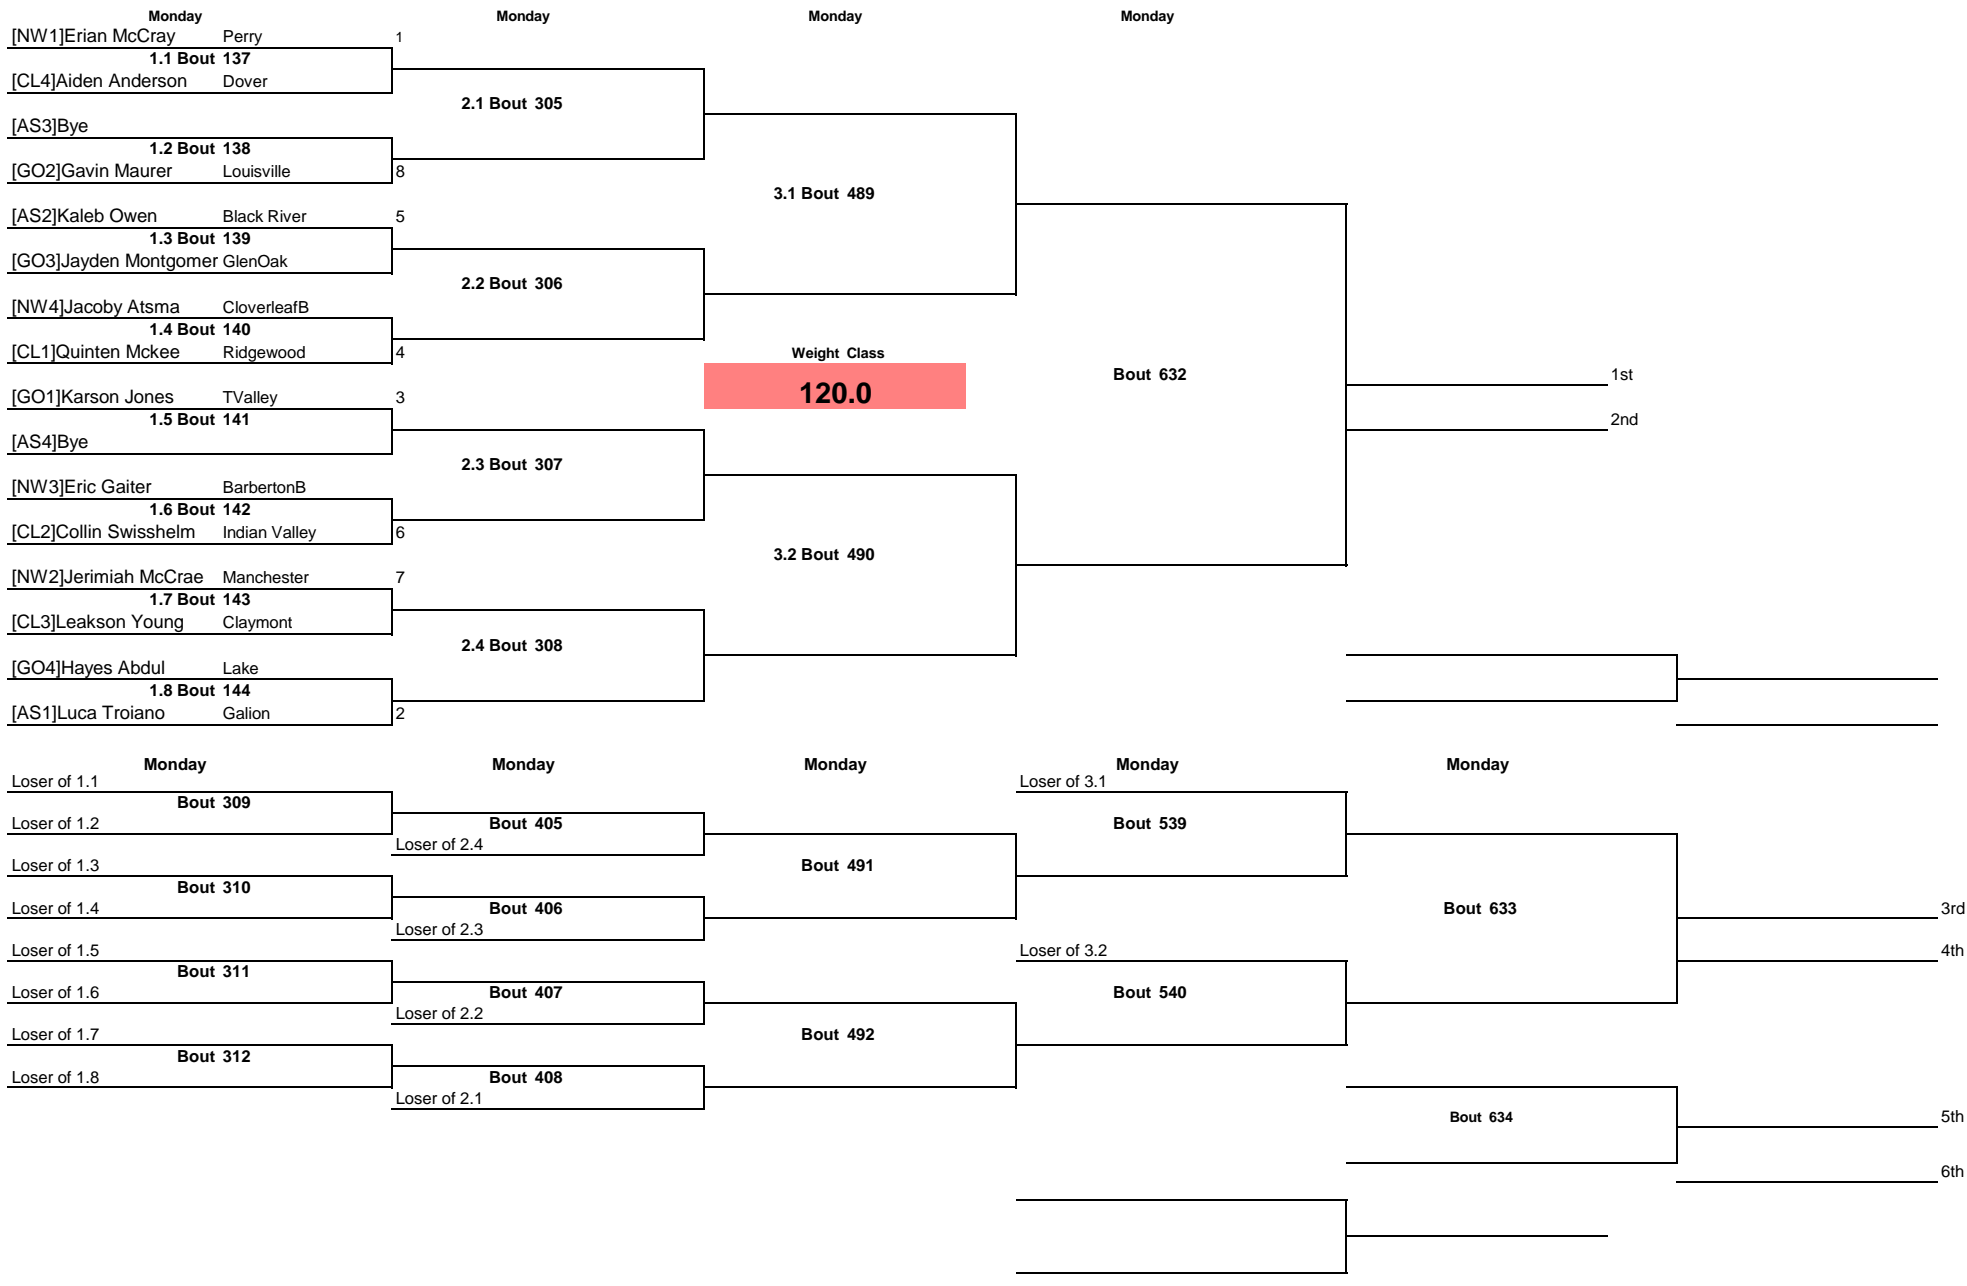 Monday Monday Monday Monday
[NW1]Erian McCray Perry 1
1.1 Bout 137
[CL4]Aiden Anderson Dover
2.1 Bout 305
[AS3]Bye
1.2 Bout 138
[GO2]Gavin Maurer Louisville 8
3.1 Bout 489
[AS2]Kaleb Owen Black River 5
1.3 Bout 139
[GO3]Jayden Montgomer GlenOak
2.2 Bout 306
[NW4]Jacoby Atsma CloverleafB
1.4 Bout 140
[CL1]Quinten Mckee Ridgewood 4
Weight Class
120.0
Bout 632
1st
[GO1]Karson Jones TValley 3
1.5 Bout 141
2nd
[AS4]Bye
2.3 Bout 307
[NW3]Eric Gaiter BarbertonB
1.6 Bout 142
[CL2]Collin Swisshelm Indian Valley 6
3.2 Bout 490
[NW2]Jerimiah McCrae Manchester 7
1.7 Bout 143
[CL3]Leakson Young Claymont
2.4 Bout 308
[GO4]Hayes Abdul Lake
1.8 Bout 144
[AS1]Luca Troiano Galion 2
Monday Monday Monday Monday Monday
Loser of 1.1 Loser of 3.1
Bout 309
Loser of 1.2 Bout 405 Bout 539
Loser of 2.4
Loser of 1.3 Bout 491
Bout 310
Loser of 1.4 Bout 406 Bout 633 3rd
Loser of 2.3
Loser of 1.5 Loser of 3.2 4th
Bout 311
Loser of 1.6 Bout 407 Bout 540
Loser of 2.2
Loser of 1.7 Bout 492
Bout 312
Loser of 1.8 Bout 408
Loser of 2.1
Bout 634 5th
6th